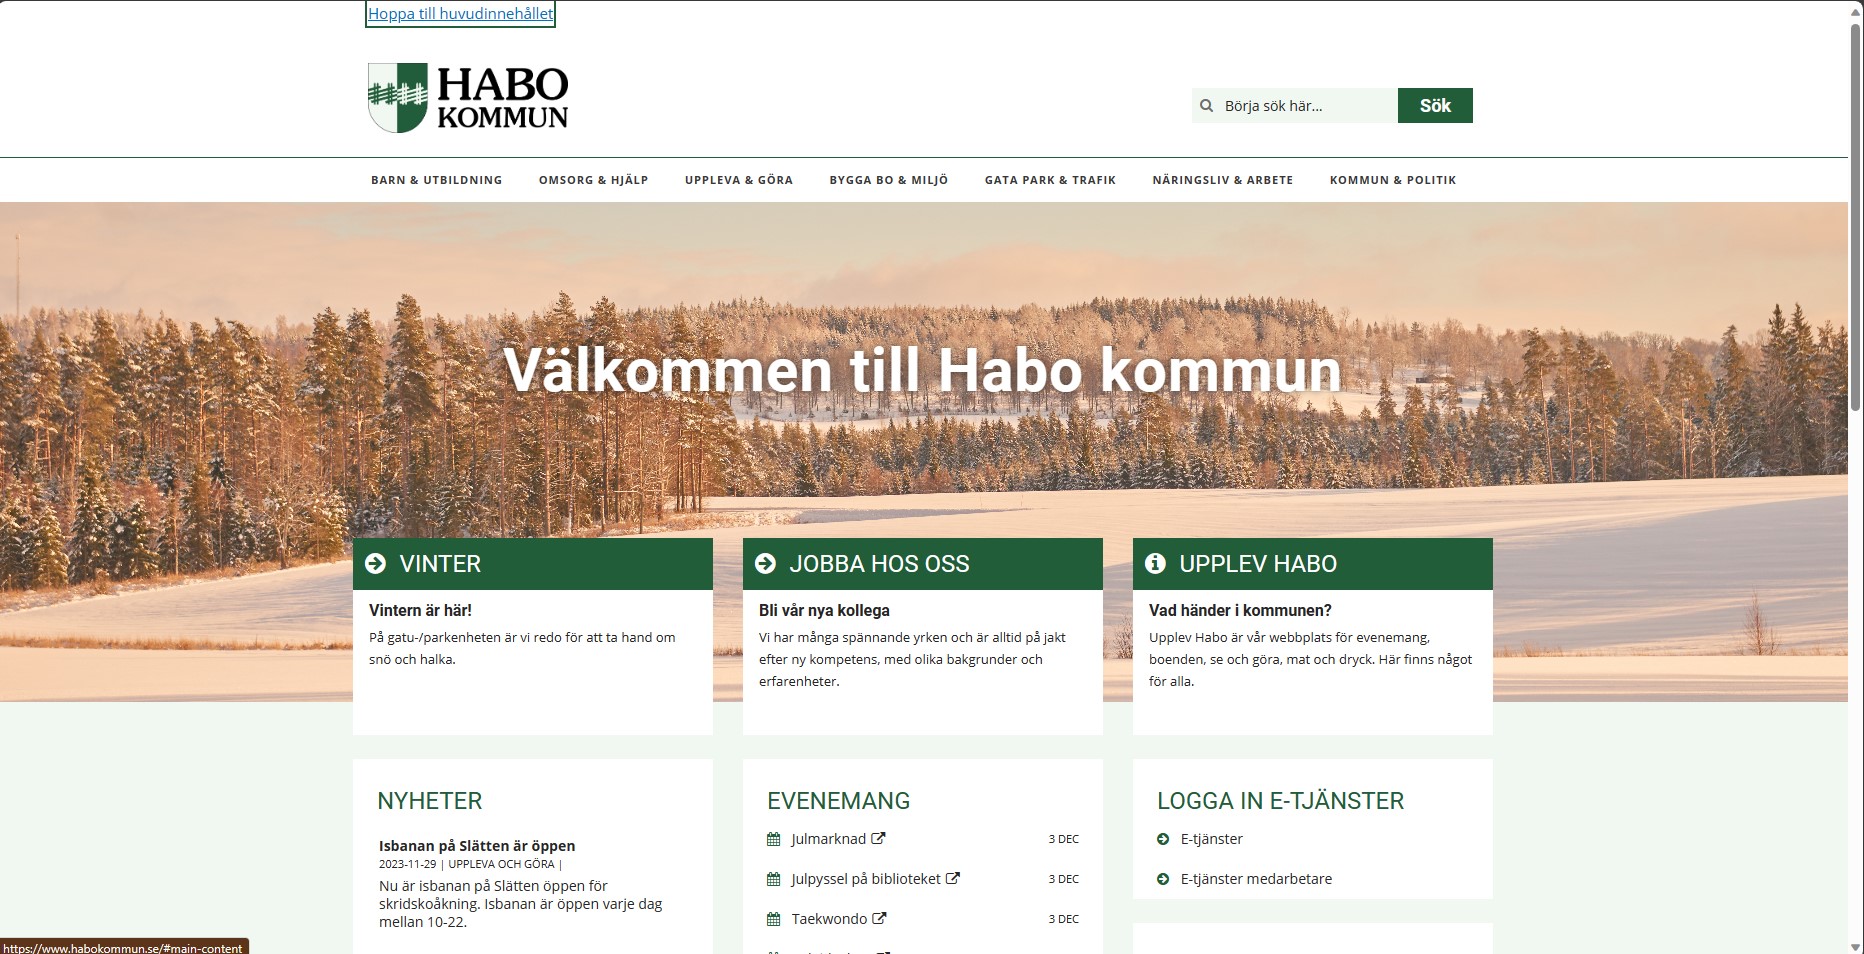 Hoppa till huvudinnehållet
HABO
KOMMUN
Börja sök här...
Sök
BARN & UTBILDNING
OMSORG & HJÄLP
UPPLEVA & GÖRA
BYGGA BO & MILJÖ
GATA PARK & TRAFIK
NÄRINGSLIV & ARBETE
KOMMUN & POLITIK
Välkommen till Habo kommun
VINTER
Vintern är här!
På gatu-/parkenheten är vi redo för att ta hand om
snö och halka.
JOBBA HOS OSS
Bli vår nya kollega
Vi har många spännande yrken och är alltid på jakt
efter ny kompetens, med olika bakgrunder och
erfarenheter.
UPPLEV HABO
Vad händer i kommunen?
Upplev Habo är vår webbplats för evenemang,
boenden, se och göra, mat och dryck. Här finns något
för alla.
NYHETER
Isbanan på Slätten är öppen
2023-11-29 | UPPLEVA OCH GÖRA |
Nu är isbanan på Slätten öppen för
skridskoåkning. Isbanan är öppen varje dag
mellan 10-22.
EVENEMANG
Julmarknad 3 DEC
Julpyssel på biblioteket 3 DEC
Taekwondo 3 DEC
LOGGA IN E-TJÄNSTER
E-tjänster
E-tjänster medarbetare
https://www.habokommun.se/#main-content